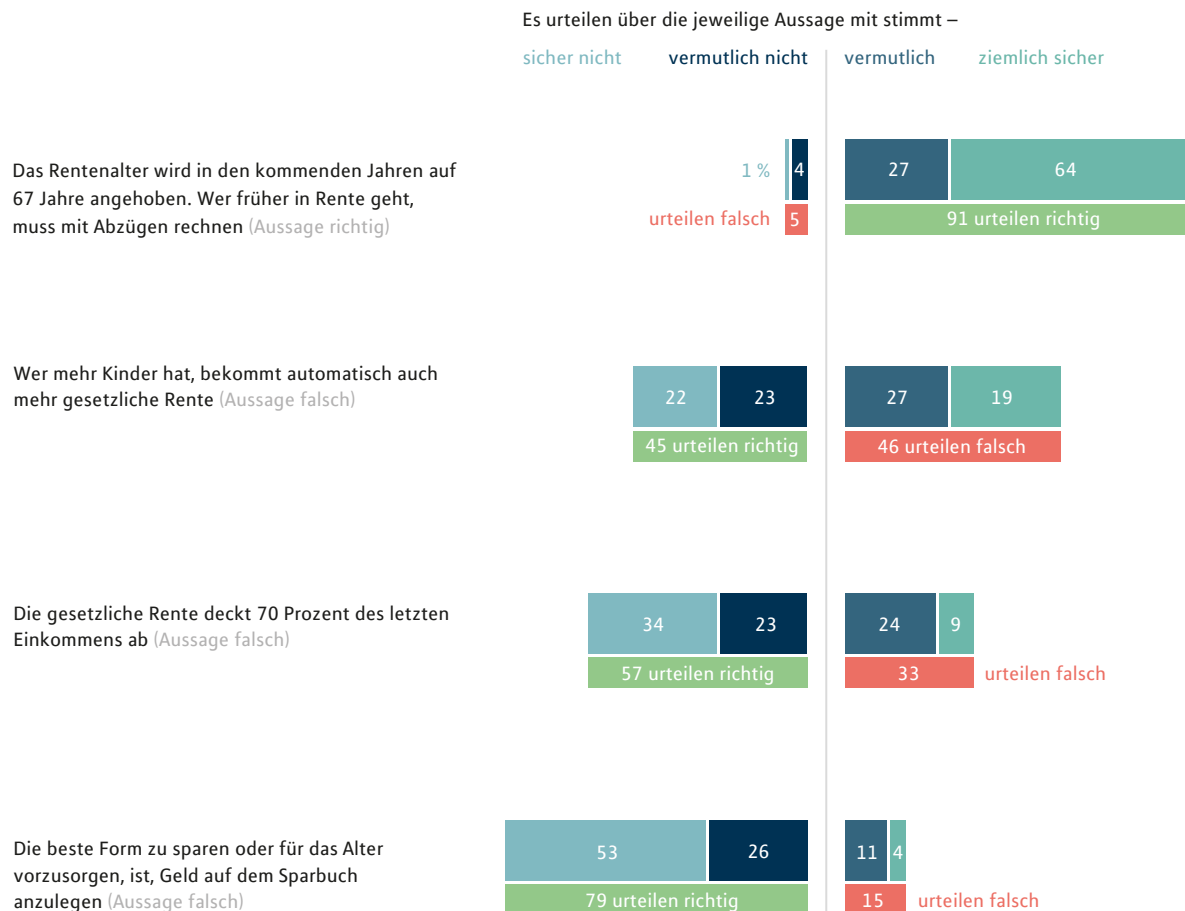 Es urteilen über die jeweilige Aussage mit stimmt –
sicher nicht vermutlich nicht vermutlich ziemlich sicher
Das Rentenalter wird in den kommenden Jahren auf
67 Jahre angehoben. Wer früher in Rente geht,
muss mit Abzügen rechnen (Aussage richtig)
1 % 4 27 64
urteilen falsch 5 91 urteilen richtig
Wer mehr Kinder hat, bekommt automatisch auch
mehr gesetzliche Rente (Aussage falsch)
22 23 27 19
45 urteilen richtig 46 urteilen falsch
Die gesetzliche Rente deckt 70 Prozent des letzten
Einkommens ab (Aussage falsch)
34 23 24 9
57 urteilen richtig 33 urteilen falsch
Die beste Form zu sparen oder für das Alter
vorzusorgen, ist, Geld auf dem Sparbuch
anzulegen (Aussage falsch)
53 26 11 4
79 urteilen richtig 15 urteilen falsch